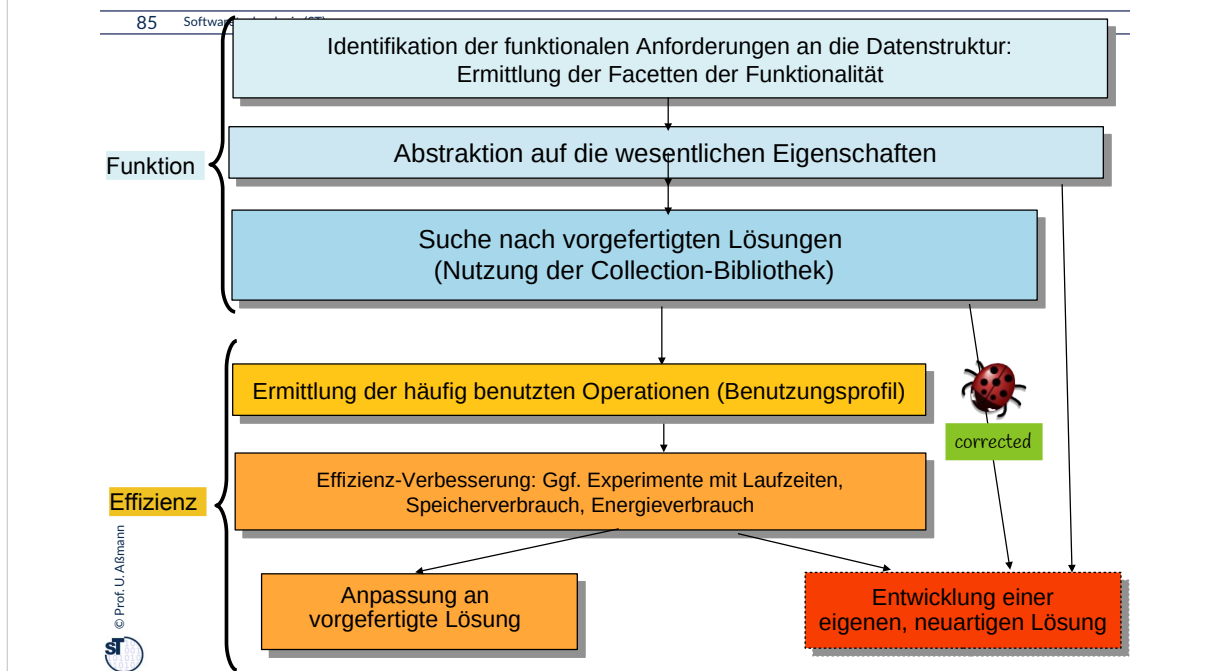 85
Identifikation der funktionalen Anforderungen an die Datenstruktur:
Ermittlung der Facetten der Funktionalität
Abstraktion auf die wesentlichen Eigenschaften
Funktion
Suche nach vorgefertigten Lösungen
(Nutzung der Collection-Bibliothek)
Ermittlung der häufig benutzten Operationen (Benutzungsprofil)
corrected
Effizienz-Verbesserung: Ggf. Experimente mit Laufzeiten,
Speicherverbrauch, Energieverbrauch
Effizienz
Anpassung an
vorgefertigte Lösung
Entwicklung einer
eigenen, neuartigen Lösung
© Prof. U. Aßmann
ST